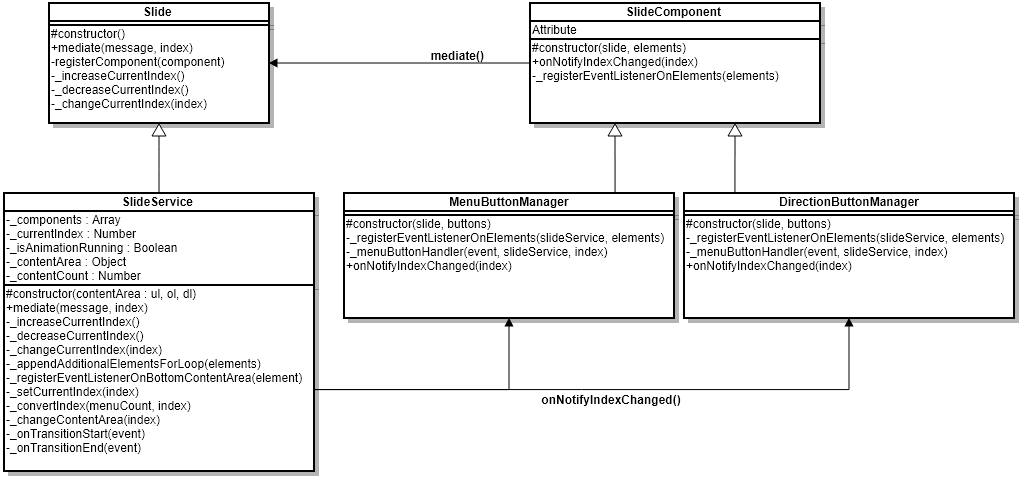 Slide
#constructor()
+mediate(message, index)
-registerComponent(component)
-_increaseCurrentIndex()
-_decreaseCurrentIndex()
-_changeCurrentIndex(index)
mediate()
SlideComponent
Attribute
#constructor(slide, elements)
+onNotifyIndexChanged(index)
-_registerEventListenerOnElements(elements)
SlideService
-_components : Array
-_currentIndex : Number
-_isAnimationRunning : Boolean
-_contentArea : Object
-_contentCount : Number
#constructor(contentArea : ul, ol, dl)
+mediate(message, index)
-_increaseCurrentIndex()
-_decreaseCurrentIndex()
-_changeCurrentIndex(index)
-_appendAdditionalElementsForLoop(elements)
-_registerEventListenerOnBottomContentArea(element)
-_setCurrentIndex(index)
-_convertIndex(menuCount, index)
-_changeContentArea(index)
-_onTransitionStart(event)
-_onTransitionEnd(event)
MenuButtonManager
#constructor(slide, buttons)
-_registerEventListenerOnElements(slideService, elements)
-_menuButtonHandler(event, slideService, index)
+onNotifyIndexChanged(index)
DirectionButtonManager
#constructor(slide, buttons)
-_registerEventListenerOnElements(slideService, elements)
-_menuButtonHandler(event, slideService, index)
+onNotifyIndexChanged(index)
onNotifyIndexChanged()